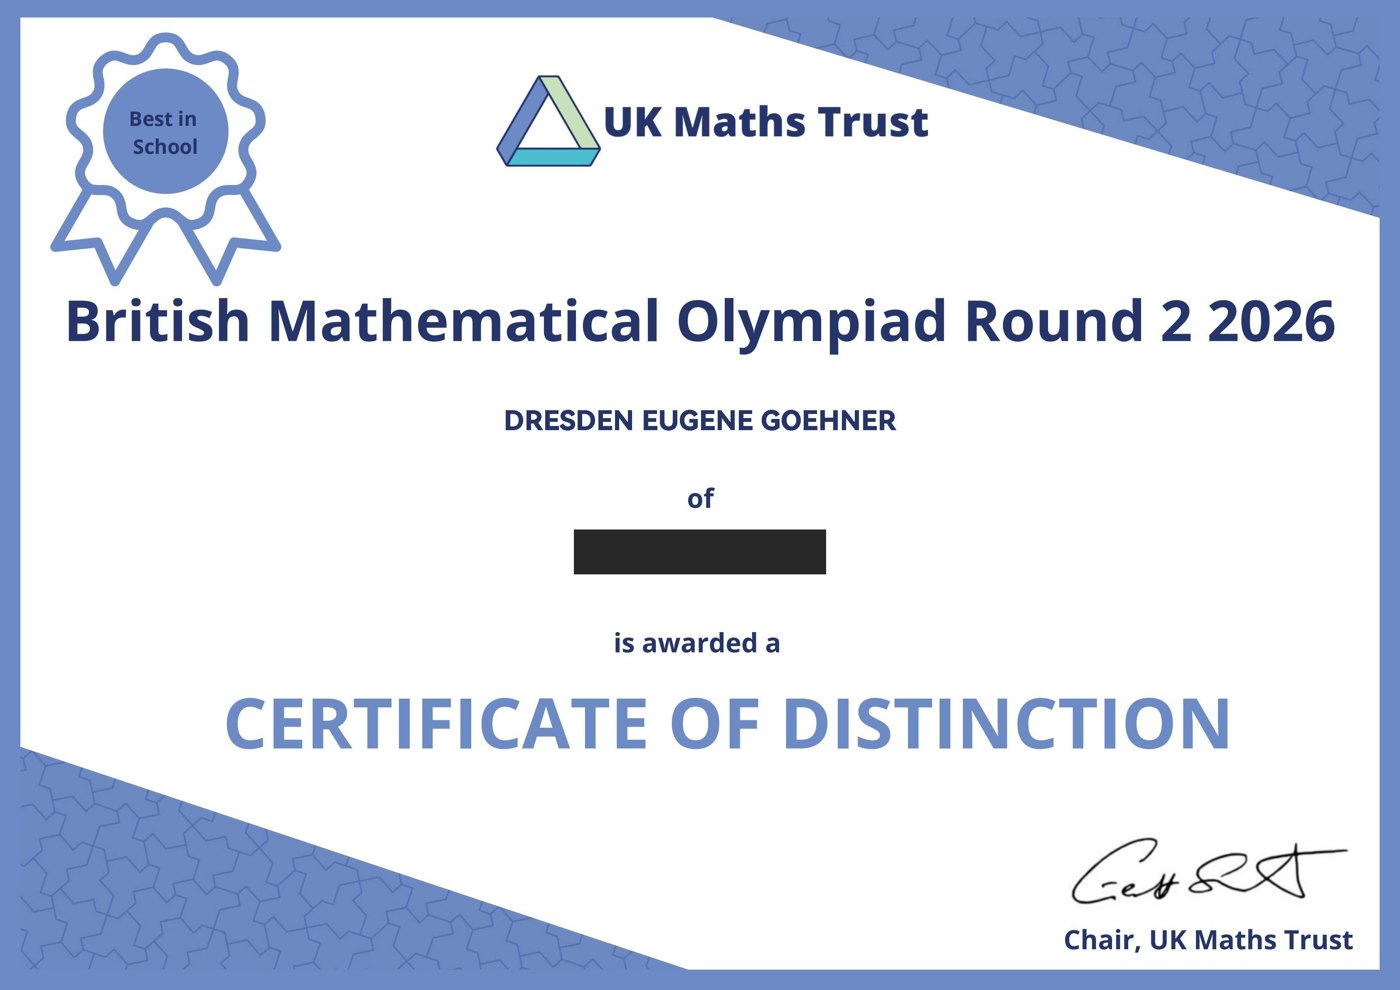 Best in
School
UK Maths Trust
British Mathematical Olympiad Round 2 2026
DRESDEN EUGENE GOEHNER
of
is awarded a
CERTIFICATE OF DISTINCTION
Chair, UK Maths Trust